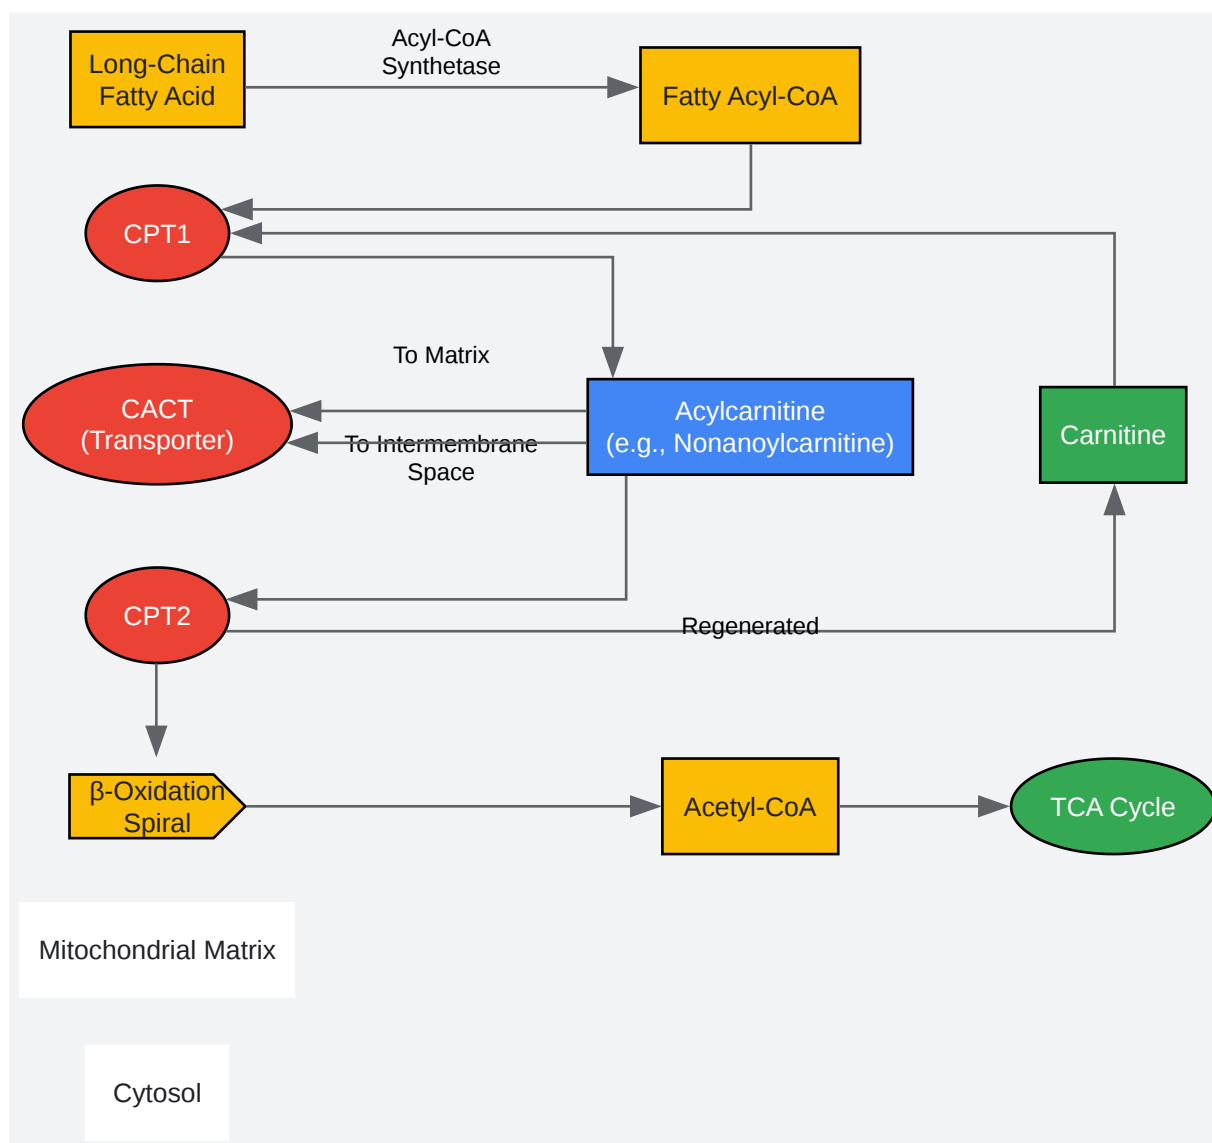 Long-Chain
Fatty Acid
Acyl-CoA
Synthetase
Fatty Acyl-CoA
CPT1
To Matrix
CACT
(Transporter)
To Intermembrane
Space
Acylcarnitine
(e.g., Nonanoylcarnitine)
Carnitine
CPT2
Regenerated
β-Oxidation
Spiral
Acetyl-CoA
TCA Cycle
Mitochondrial Matrix
Cytosol